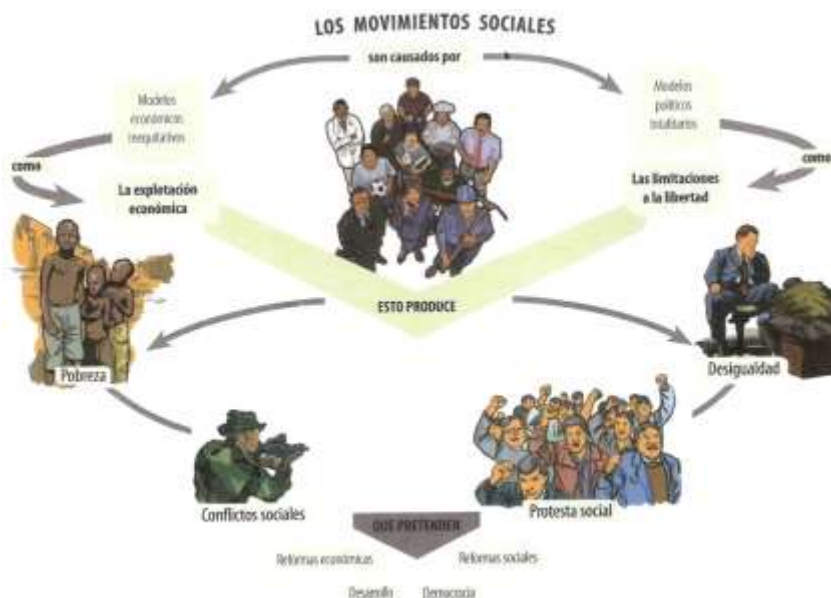 LOS MOVIMIENTOS SOCIALES
son causados por
Modelos
económicos
inequitativos
Modelos
políticos
totalitarios
como
como
La explotación
económica
Las limitaciones
a la libertad
ESTO PRODUCE
Pobreza
Desigualdad
Conflictos sociales
Protesta social
QUE PRETENDEN
Reformas económicas
Reformas sociales
Desarrollo
Democracia